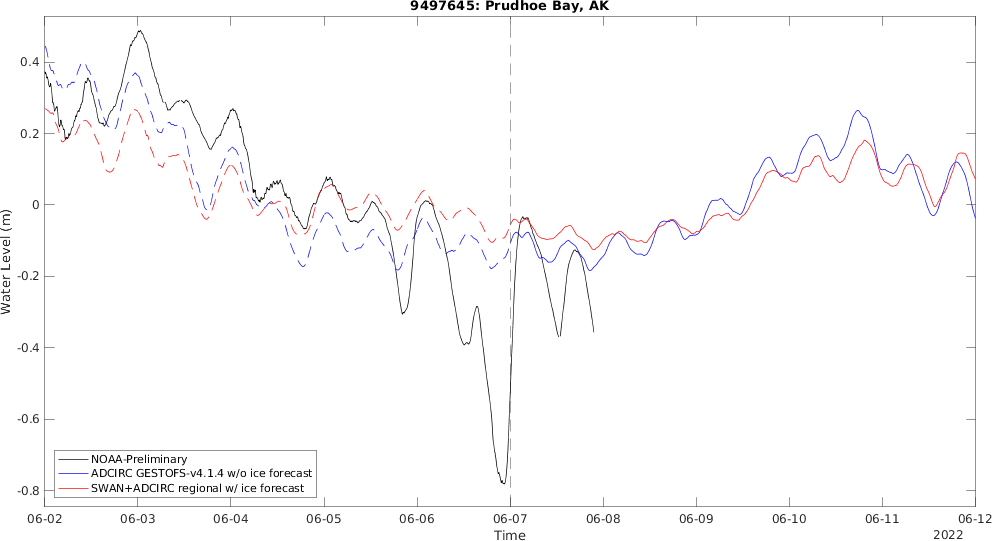 9497645: Prudhoe Bay, AK
0.4
0.2
0
-0.2
-0.4
-0.6
-0.8
Water Level (m)
NOAA-Preliminary
ADCIRC GESTOFS-v4.1.4 w/o ice forecast
SWAN+ADCIRC regional w/ ice forecast
06-02 06-03 06-04 06-05 06-06 06-07 06-08 06-09 06-10 06-11 06-12
Time
2022